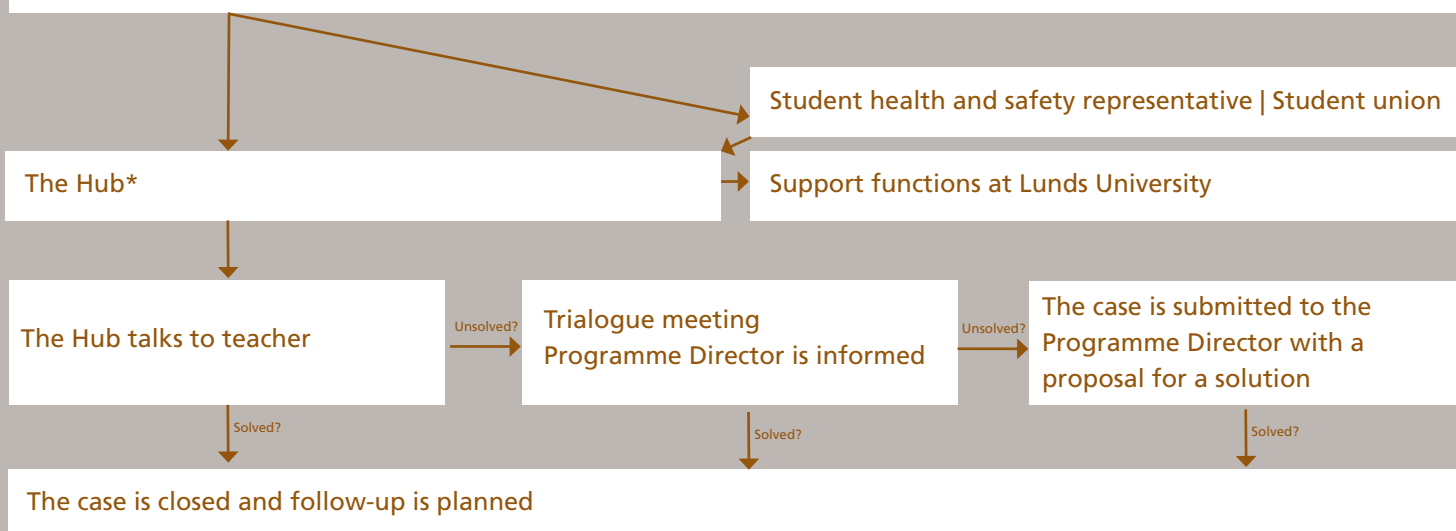 Student health and safety representative | Student union
The Hub*
Support functions at Lunds University
The Hub talks to teacher
Unsolved?
Trialogue meeting
Programme Director is informed
Unsolved?
The case is submitted to the
Programme Director with a
proposal for a solution
Solved?
Solved?
Solved?
The case is closed and follow-up is planned